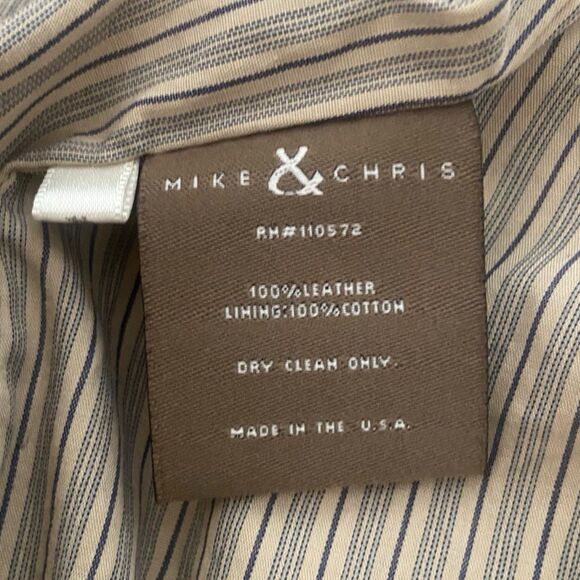 MIKE & CHRIS
RN#110572
100%LEATHER
LINING:100%COTTON
DRY CLEAN ONLY.
MADE IN THE U.S.A.